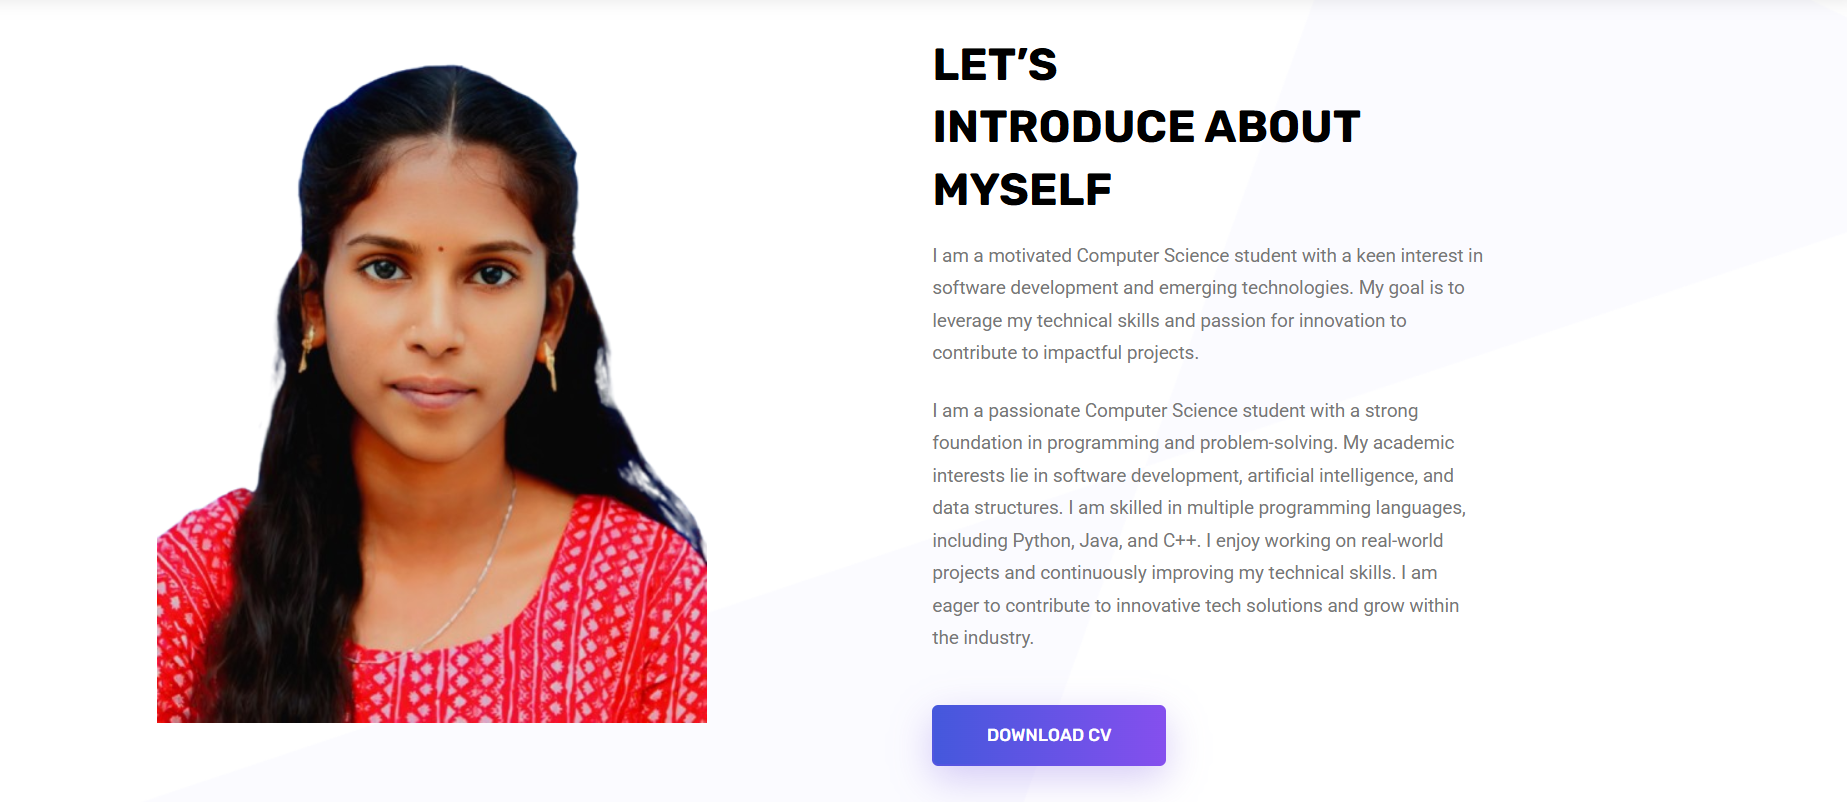 LET’S
INTRODUCE ABOUT
MYSELF
I am a motivated Computer Science student with a keen interest in
software development and emerging technologies. My goal is to
leverage my technical skills and passion for innovation to
contribute to impactful projects.
I am a passionate Computer Science student with a strong
foundation in programming and problem-solving. My academic
interests lie in software development, artificial intelligence, and
data structures. I am skilled in multiple programming languages,
including Python, Java, and C++. I enjoy working on real-world
projects and continuously improving my technical skills. I am
eager to contribute to innovative tech solutions and grow within
the industry.
DOWNLOAD CV